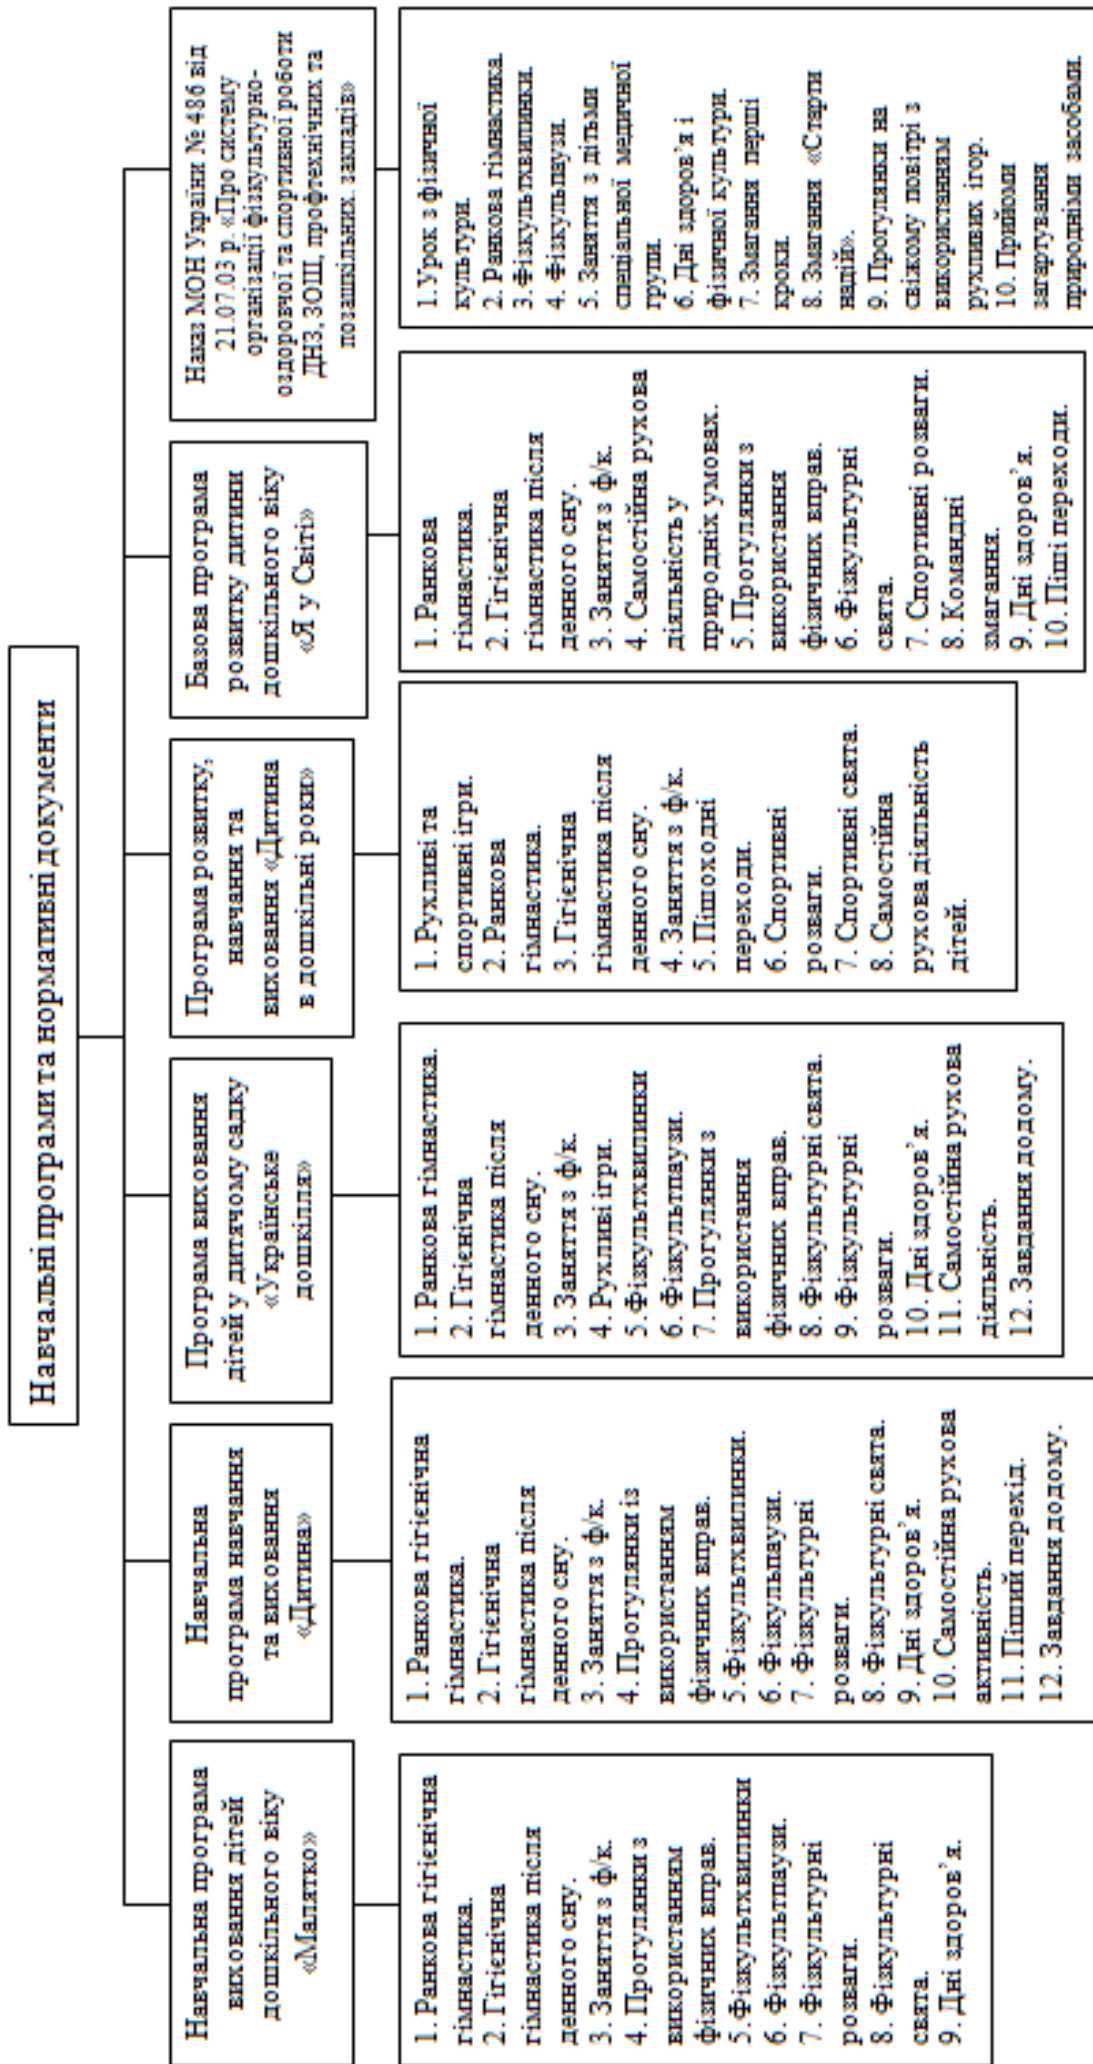 Навчальні програми та нормативні документи
Навчальна програма
виховання дітей
дошкільного віку
«Малятко»
1. Ранкова гігієнічна
гімнастика.
2. Гігієнічна
гімнастика після
денного сну.
3. Заняття з ф/к.
4. Прогулянки з
використанням
фізичних вправ.
5. Фізкультхвилинки
6. Фізкультпаузи.
7. Фізкультурні
розваги.
8. Фізкультурні
свята.
9. Дні здоров’я.
Навчальна
програма навчання
та виховання
«Дитина»
1. Ранкова гігієнічна
гімнастика.
2. Гігієнічна
гімнастика після
денного сну.
3. Заняття з ф/к.
4. Прогулянки із
використанням
фізичних вправ.
5. Фізкультхвилинки.
6. Фізкульпаузи.
7. Фізкультурні
розваги.
8. Фізкультурні свята.
9. Дні здоров’я.
10. Самостійна рухова
активність.
11. Піший перехід.
12. Завдання додому.
Програма виховання
дітей у дитячому садку
«Українське
дошкілля»
1. Ранкова гімнастика.
2. Гігієнічна
гімнастика після
денного сну.
3. Заняття з ф/к.
4. Рухливі ігри.
5. Фізкультхвилинки
6. Фізкультпаузи.
7. Прогулянки з
використання
фізичних вправ.
8. Фізкультурні свята.
9. Фізкультурні
розваги.
10. Дні здоров’я.
11. Самостійна рухова
діяльність.
12. Завдання додому.
Програма розвитку,
навчання та
виховання «Дитина
в дошкільні роки»
1. Рухливі та
спортивні ігри.
2. Ранкова
гімнастика.
3. Гігієнічна
гімнастика після
денного сну.
4. Заняття з ф/к.
5. Пішоходні
переходи.
6. Спортивні
розваги.
7. Спортивні свята.
8. Самостійна
рухова діяльність
дітей.
Базова програма
розвитку дитини
дошкільного віку
«Я у Світі»
1. Ранкова
гімнастика.
2. Гігієнічна
гімнастика після
денного сну.
3. Заняття з ф/к.
4. Самостійна рухова
діяльність у
природніх умовах.
5. Прогулянки з
використання
фізичних вправ.
6. Фізкультурні
свята.
7. Спортивні розваги.
8. Командні
змагання.
9. Дні здоров’я.
10. Піші переходи.
Наказ МОН України № 486 від
21.07.03 р. «Про систему
організації фізкультурно-
оздоровчої та спортивної роботи
ДНЗ, ЗОШ, профтехнічних та
позашкільних закладів»
1. Урок з фізичної
культури.
2. Ранкова гімнастика.
3. Фізкультхвилинки.
4. Фізкульпаузи.
5. Заняття з дітьми
спеціальної медичної
групи.
6. Дні здоров’я і
фізичної культури.
7. Змагання перші
кроки.
8. Змагання «Старти
надій».
9. Прогулянки на
свіжому повітрі з
використанням
рухливих ігор.
10. Прийоми
загартування
природніми засобами.